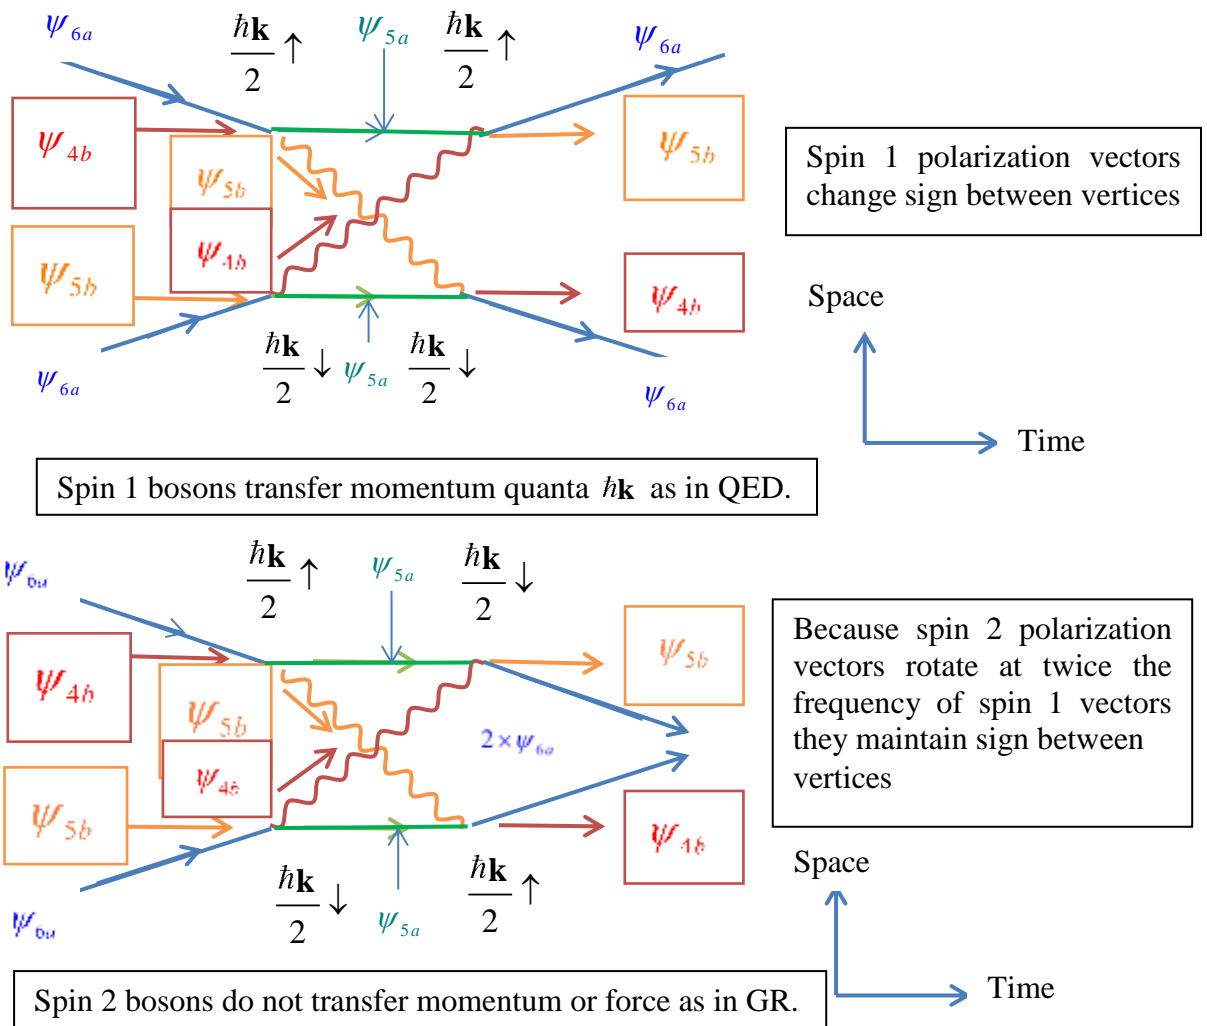 ψ6a ħk/2 ↑ ψ5a ħk/2 ↑ ψ6a
ψ4b
ψ5b
ψ5b
Spin 1 polarization vectors
change sign between vertices
ψ4b
ψ5b
ψ4b
Space
ħk/2 ↓ ψ5a ħk/2 ↓
ψ6a
ψ6a
Time
Spin 1 bosons transfer momentum quanta ħk as in QED.
ψ6a ħk/2 ↑ ψ5a ħk/2 ↓
ψ4b
ψ5b
ψ5b
Because spin 2 polarization
vectors rotate at twice the
frequency of spin 1 vectors
they maintain sign between
vertices
2×ψ6a
ψ4b
ψ5b
ψ4b
Space
ħk/2 ↓ ψ5a ħk/2 ↑
ψ6a
Time
Spin 2 bosons do not transfer momentum or force as in GR.